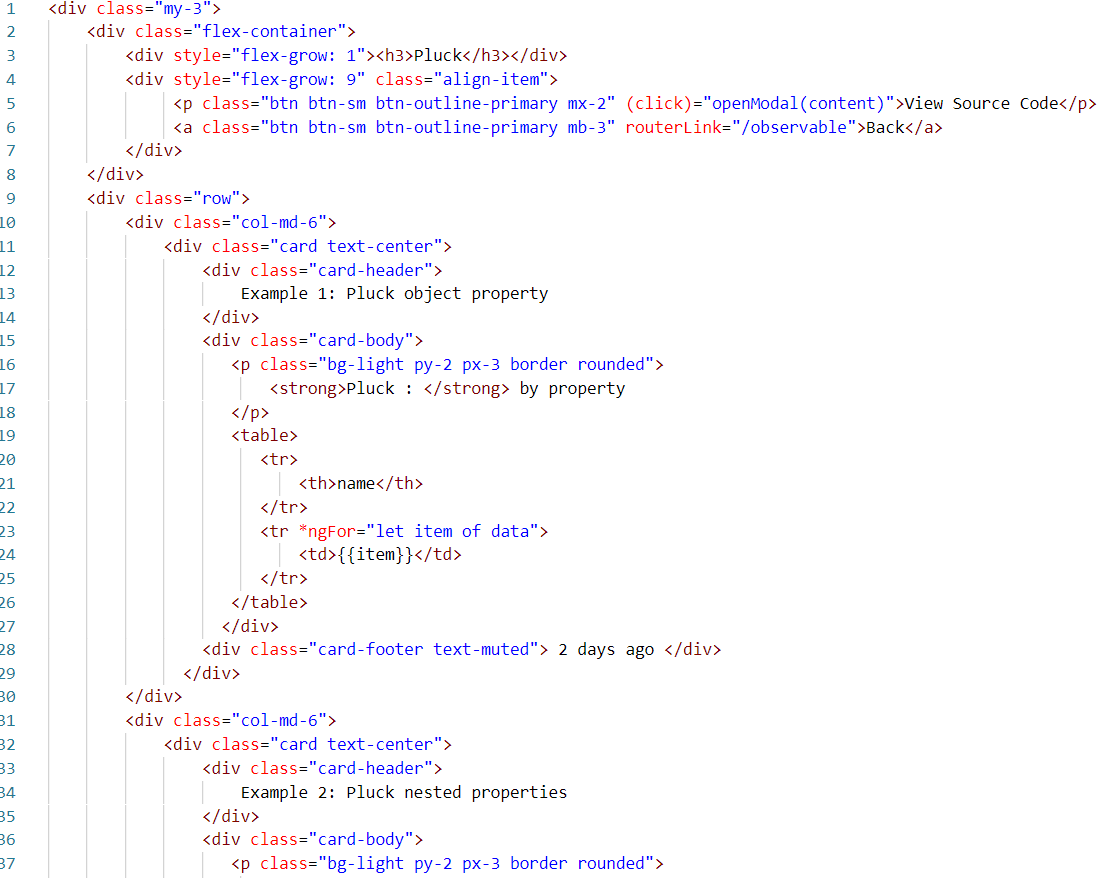 1 <div class="my-3">
2 <div class="flex-container">
3 <div style="flex-grow: 1"><h3>Pluck</h3></div>
4 <div style="flex-grow: 9" class="align-item">
5 <p class="btn btn-sm btn-outline-primary mx-2" (click)="openModal(content)">View Source Code</p>
6 <a class="btn btn-sm btn-outline-primary mb-3" routerLink="/observable">Back</a>
7 </div>
8 </div>
9 <div class="row">
10 <div class="col-md-6">
11 <div class="card text-center">
12 <div class="card-header">
13 Example 1: Pluck object property
14 </div>
15 <div class="card-body">
16 <p class="bg-light py-2 px-3 border rounded">
17 <strong>Pluck : </strong> by property
18 </p>
19 <table>
20 <tr>
21 <th>name</th>
22 </tr>
23 <tr *ngFor="let item of data">
24 <td>{{item}}</td>
25 </tr>
26 </table>
27 </div>
28 <div class="card-footer text-muted"> 2 days ago </div>
29 </div>
30 </div>
31 <div class="col-md-6">
32 <div class="card text-center">
33 <div class="card-header">
34 Example 2: Pluck nested properties
35 </div>
36 <div class="card-body">
37 <p class="bg-light py-2 px-3 border rounded">